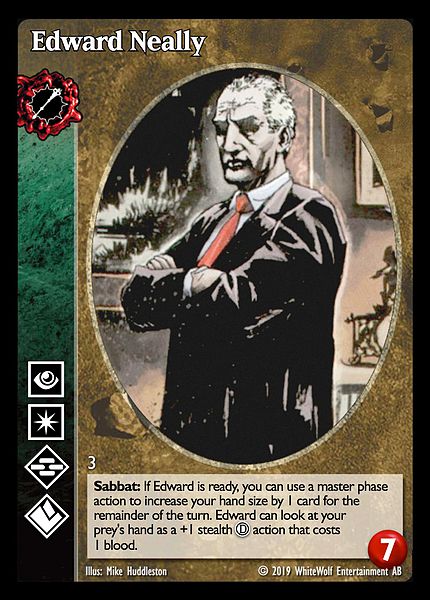 Edward Neally
3
Sabbat: If Edward is ready, you can use a master phase
action to increase your hand size by 1 card for the
remainder of the turn. Edward can look at your
prey's hand as a +1 stealth Ⓓ action that costs
1 blood.
7
Illus: Mike Huddleston © 2019 WhiteWolf Entertainment AB